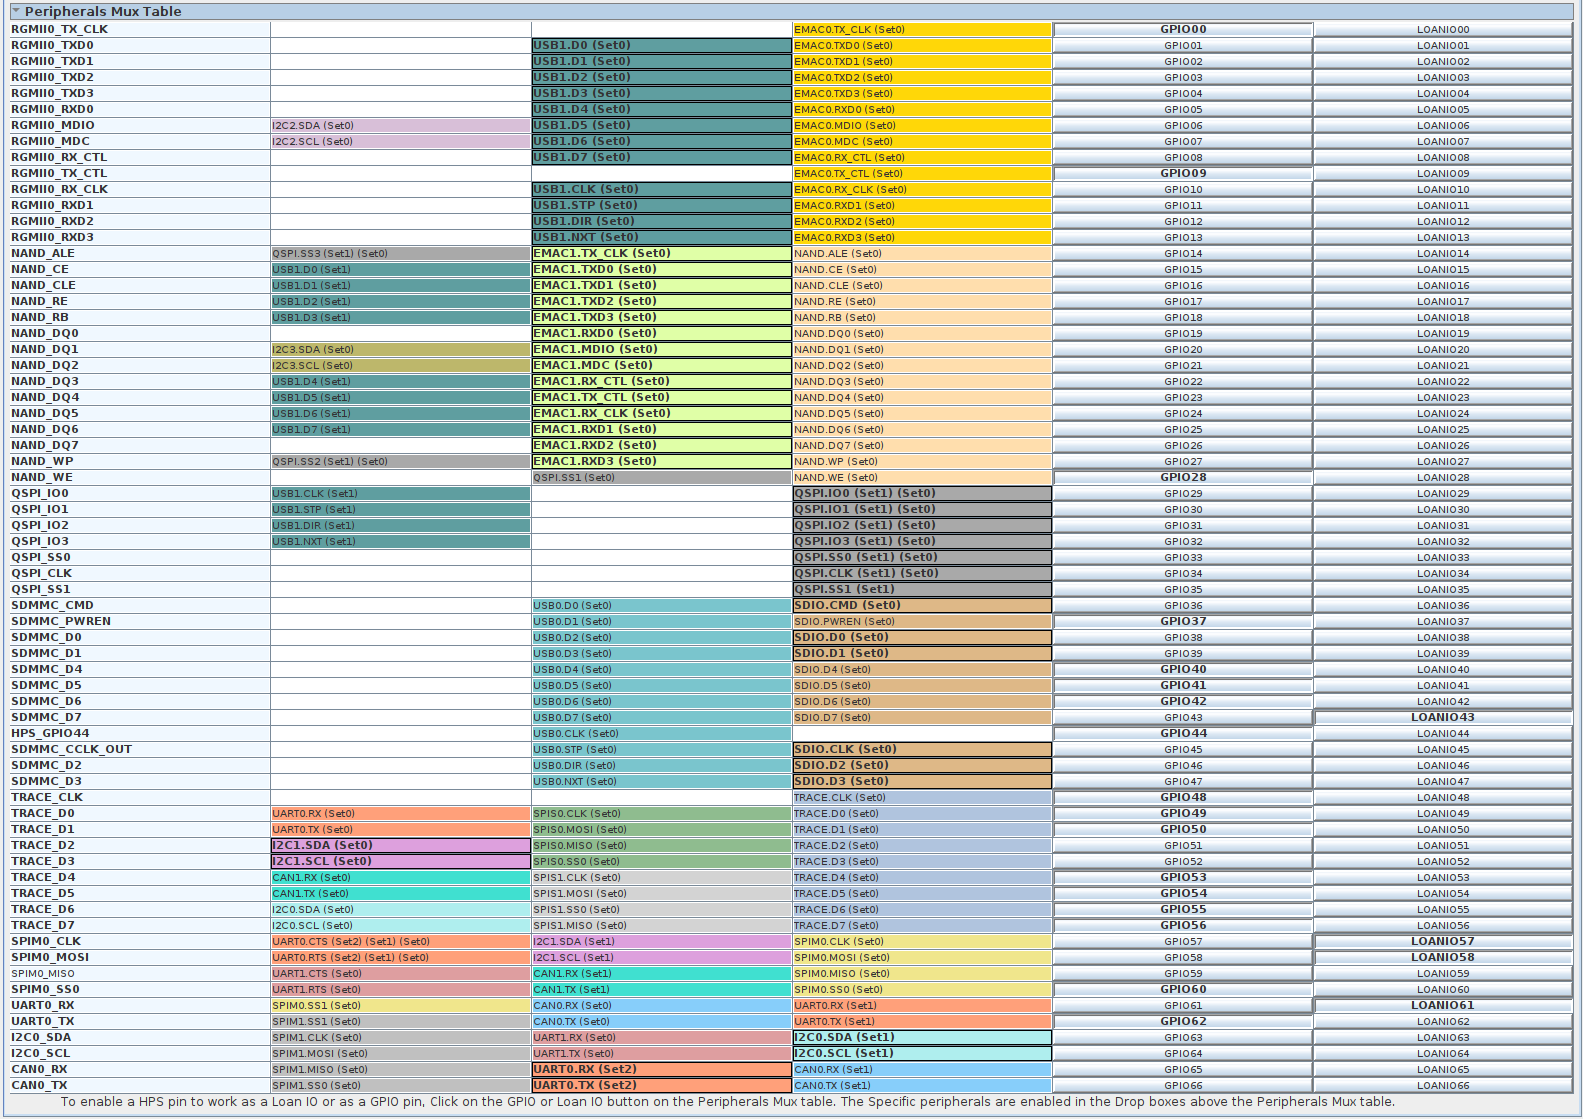 Peripherals Mux Table
RGMII0_TX_CLK EMAC0.TX_CLK (Set0) GPIO00 LOANIO00
RGMII0_TXD0 USB1.D0 (Set0) EMAC0.TXD0 (Set0) GPIO01 LOANIO01
RGMII0_TXD1 USB1.D1 (Set0) EMAC0.TXD1 (Set0) GPIO02 LOANIO02
RGMII0_TXD2 USB1.D2 (Set0) EMAC0.TXD2 (Set0) GPIO03 LOANIO03
RGMII0_TXD3 USB1.D3 (Set0) EMAC0.TXD3 (Set0) GPIO04 LOANIO04
RGMII0_RXD0 USB1.D4 (Set0) EMAC0.RXD0 (Set0) GPIO05 LOANIO05
RGMII0_MDIO I2C2.SDA (Set0) USB1.D5 (Set0) EMAC0.MDIO (Set0) GPIO06 LOANIO06
RGMII0_MDC I2C2.SCL (Set0) USB1.D6 (Set0) EMAC0.MDC (Set0) GPIO07 LOANIO07
RGMII0_RX_CTL USB1.D7 (Set0) EMAC0.RX_CTL (Set0) GPIO08 LOANIO08
RGMII0_TX_CTL EMAC0.TX_CTL (Set0) GPIO09 LOANIO09
RGMII0_RX_CLK USB1.CLK (Set0) EMAC0.RX_CLK (Set0) GPIO10 LOANIO10
RGMII0_RXD1 USB1.STP (Set0) EMAC0.RXD1 (Set0) GPIO11 LOANIO11
RGMII0_RXD2 USB1.DIR (Set0) EMAC0.RXD2 (Set0) GPIO12 LOANIO12
RGMII0_RXD3 USB1.NXT (Set0) EMAC0.RXD3 (Set0) GPIO13 LOANIO13
NAND_ALE QSPI.SS3 (Set1) (Set0) EMAC1.TX_CLK (Set0) NAND.ALE (Set0) GPIO14 LOANIO14
NAND_CE USB1.D0 (Set1) EMAC1.TXD0 (Set0) NAND.CE (Set0) GPIO15 LOANIO15
NAND_CLE USB1.D1 (Set1) EMAC1.TXD1 (Set0) NAND.CLE (Set0) GPIO16 LOANIO16
NAND_RE USB1.D2 (Set1) EMAC1.TXD2 (Set0) NAND.RE (Set0) GPIO17 LOANIO17
NAND_RB USB1.D3 (Set1) EMAC1.TXD3 (Set0) NAND.RB (Set0) GPIO18 LOANIO18
NAND_DQ0 EMAC1.RXD0 (Set0) NAND.DQ0 (Set0) GPIO19 LOANIO19
NAND_DQ1 I2C3.SDA (Set0) EMAC1.MDIO (Set0) NAND.DQ1 (Set0) GPIO20 LOANIO20
NAND_DQ2 I2C3.SCL (Set0) EMAC1.MDC (Set0) NAND.DQ2 (Set0) GPIO21 LOANIO21
NAND_DQ3 USB1.D4 (Set1) EMAC1.RX_CTL (Set0) NAND.DQ3 (Set0) GPIO22 LOANIO22
NAND_DQ4 USB1.D5 (Set1) EMAC1.TX_CTL (Set0) NAND.DQ4 (Set0) GPIO23 LOANIO23
NAND_DQ5 USB1.D6 (Set1) EMAC1.RX_CLK (Set0) NAND.DQ5 (Set0) GPIO24 LOANIO24
NAND_DQ6 USB1.D7 (Set1) EMAC1.RXD1 (Set0) NAND.DQ6 (Set0) GPIO25 LOANIO25
NAND_DQ7 EMAC1.RXD2 (Set0) NAND.DQ7 (Set0) GPIO26 LOANIO26
NAND_WP QSPI.SS2 (Set1) (Set0) EMAC1.RXD3 (Set0) NAND.WP (Set0) GPIO27 LOANIO27
NAND_WE QSPI.SS1 (Set0) NAND.WE (Set0) GPIO28 LOANIO28
QSPI_IO0 USB1.CLK (Set1) QSPI.IO0 (Set1) (Set0) GPIO29 LOANIO29
QSPI_IO1 USB1.STP (Set1) QSPI.IO1 (Set1) (Set0) GPIO30 LOANIO30
QSPI_IO2 USB1.DIR (Set1) QSPI.IO2 (Set1) (Set0) GPIO31 LOANIO31
QSPI_IO3 USB1.NXT (Set1) QSPI.IO3 (Set1) (Set0) GPIO32 LOANIO32
QSPI_SS0 QSPI.SS0 (Set1) (Set0) GPIO33 LOANIO33
QSPI_CLK QSPI.CLK (Set1) (Set0) GPIO34 LOANIO34
QSPI_SS1 QSPI.SS1 (Set1) GPIO35 LOANIO35
SDMMC_CMD USB0.D0 (Set0) SDIO.CMD (Set0) GPIO36 LOANIO36
SDMMC_PWREN USB0.D1 (Set0) SDIO.PWREN (Set0) GPIO37 LOANIO37
SDMMC_D0 USB0.D2 (Set0) SDIO.D0 (Set0) GPIO38 LOANIO38
SDMMC_D1 USB0.D3 (Set0) SDIO.D1 (Set0) GPIO39 LOANIO39
SDMMC_D4 USB0.D4 (Set0) SDIO.D4 (Set0) GPIO40 LOANIO40
SDMMC_D5 USB0.D5 (Set0) SDIO.D5 (Set0) GPIO41 LOANIO41
SDMMC_D6 USB0.D6 (Set0) SDIO.D6 (Set0) GPIO42 LOANIO42
SDMMC_D7 USB0.D7 (Set0) SDIO.D7 (Set0) GPIO43 LOANIO43
HPS_GPIO44 USB0.CLK (Set0) GPIO44 LOANIO44
SDMMC_CCLK_OUT USB0.STP (Set0) SDIO.CLK (Set0) GPIO45 LOANIO45
SDMMC_D2 USB0.DIR (Set0) SDIO.D2 (Set0) GPIO46 LOANIO46
SDMMC_D3 USB0.NXT (Set0) SDIO.D3 (Set0) GPIO47 LOANIO47
TRACE_CLK TRACE.CLK (Set0) GPIO48 LOANIO48
TRACE_D0 UART0.RX (Set0) SPIS0.CLK (Set0) TRACE.D0 (Set0) GPIO49 LOANIO49
TRACE_D1 UART0.TX (Set0) SPIS0.MOSI (Set0) TRACE.D1 (Set0) GPIO50 LOANIO50
TRACE_D2 I2C1.SDA (Set0) SPIS0.MISO (Set0) TRACE.D2 (Set0) GPIO51 LOANIO51
TRACE_D3 I2C1.SCL (Set0) SPIS0.SS0 (Set0) TRACE.D3 (Set0) GPIO52 LOANIO52
TRACE_D4 CAN1.RX (Set0) SPIS1.CLK (Set0) TRACE.D4 (Set0) GPIO53 LOANIO53
TRACE_D5 CAN1.TX (Set0) SPIS1.MOSI (Set0) TRACE.D5 (Set0) GPIO54 LOANIO54
TRACE_D6 I2C0.SDA (Set0) SPIS1.SS0 (Set0) TRACE.D6 (Set0) GPIO55 LOANIO55
TRACE_D7 I2C0.SCL (Set0) SPIS1.MISO (Set0) TRACE.D7 (Set0) GPIO56 LOANIO56
SPIM0_CLK UART0.CTS (Set2) (Set1) (Set0) I2C1.SDA (Set1) SPIM0.CLK (Set0) GPIO57 LOANIO57
SPIM0_MOSI UART0.RTS (Set2) (Set1) (Set0) I2C1.SCL (Set1) SPIM0.MOSI (Set0) GPIO58 LOANIO58
SPIM0_MISO UART1.CTS (Set0) CAN1.RX (Set1) SPIM0.MISO (Set0) GPIO59 LOANIO59
SPIM0_SS0 UART1.RTS (Set0) CAN1.TX (Set1) SPIM0.SS0 (Set0) GPIO60 LOANIO60
UART0_RX SPIM0.SS1 (Set0) CAN0.RX (Set0) UART0.RX (Set1) GPIO61 LOANIO61
UART0_TX SPIM1.SS1 (Set0) CAN0.TX (Set0) UART0.TX (Set1) GPIO62 LOANIO62
I2C0_SDA SPIM1.CLK (Set0) UART1.RX (Set0) I2C0.SDA (Set1) GPIO63 LOANIO63
I2C0_SCL SPIM1.MOSI (Set0) UART1.TX (Set0) I2C0.SCL (Set1) GPIO64 LOANIO64
CAN0_RX SPIM1.MISO (Set0) UART0.RX (Set2) CAN0.RX (Set1) GPIO65 LOANIO65
CAN0_TX SPIM1.SS0 (Set0) UART0.TX (Set2) CAN0.TX (Set1) GPIO66 LOANIO66
To enable a HPS pin to work as a Loan IO or as a GPIO pin, Click on the GPIO or Loan IO button on the Peripherals Mux table. The Specific peripherals are enabled in the Drop boxes above the Peripherals Mux table.